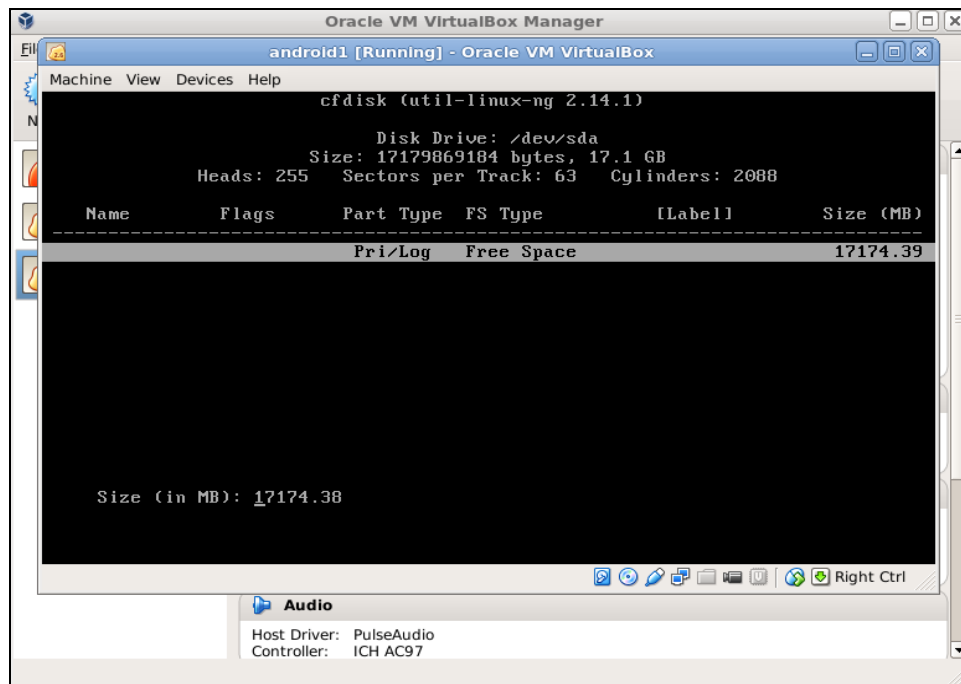 Oracle VM VirtualBox Manager
Fil
android1 [Running] - Oracle VM VirtualBox
Machine View Devices Help
N
cfdisk (util-linux-ng 2.14.1)
Disk Drive: /dev/sda
Size: 17179869184 bytes, 17.1 GB
Heads: 255 Sectors per Track: 63 Cylinders: 2088
Name Flags Part Type FS Type [Label] Size (MB)
Pri/Log Free Space 17174.39
Size (in MB): 17174.38
Right Ctrl
Audio
Host Driver: PulseAudio
Controller: ICH AC97